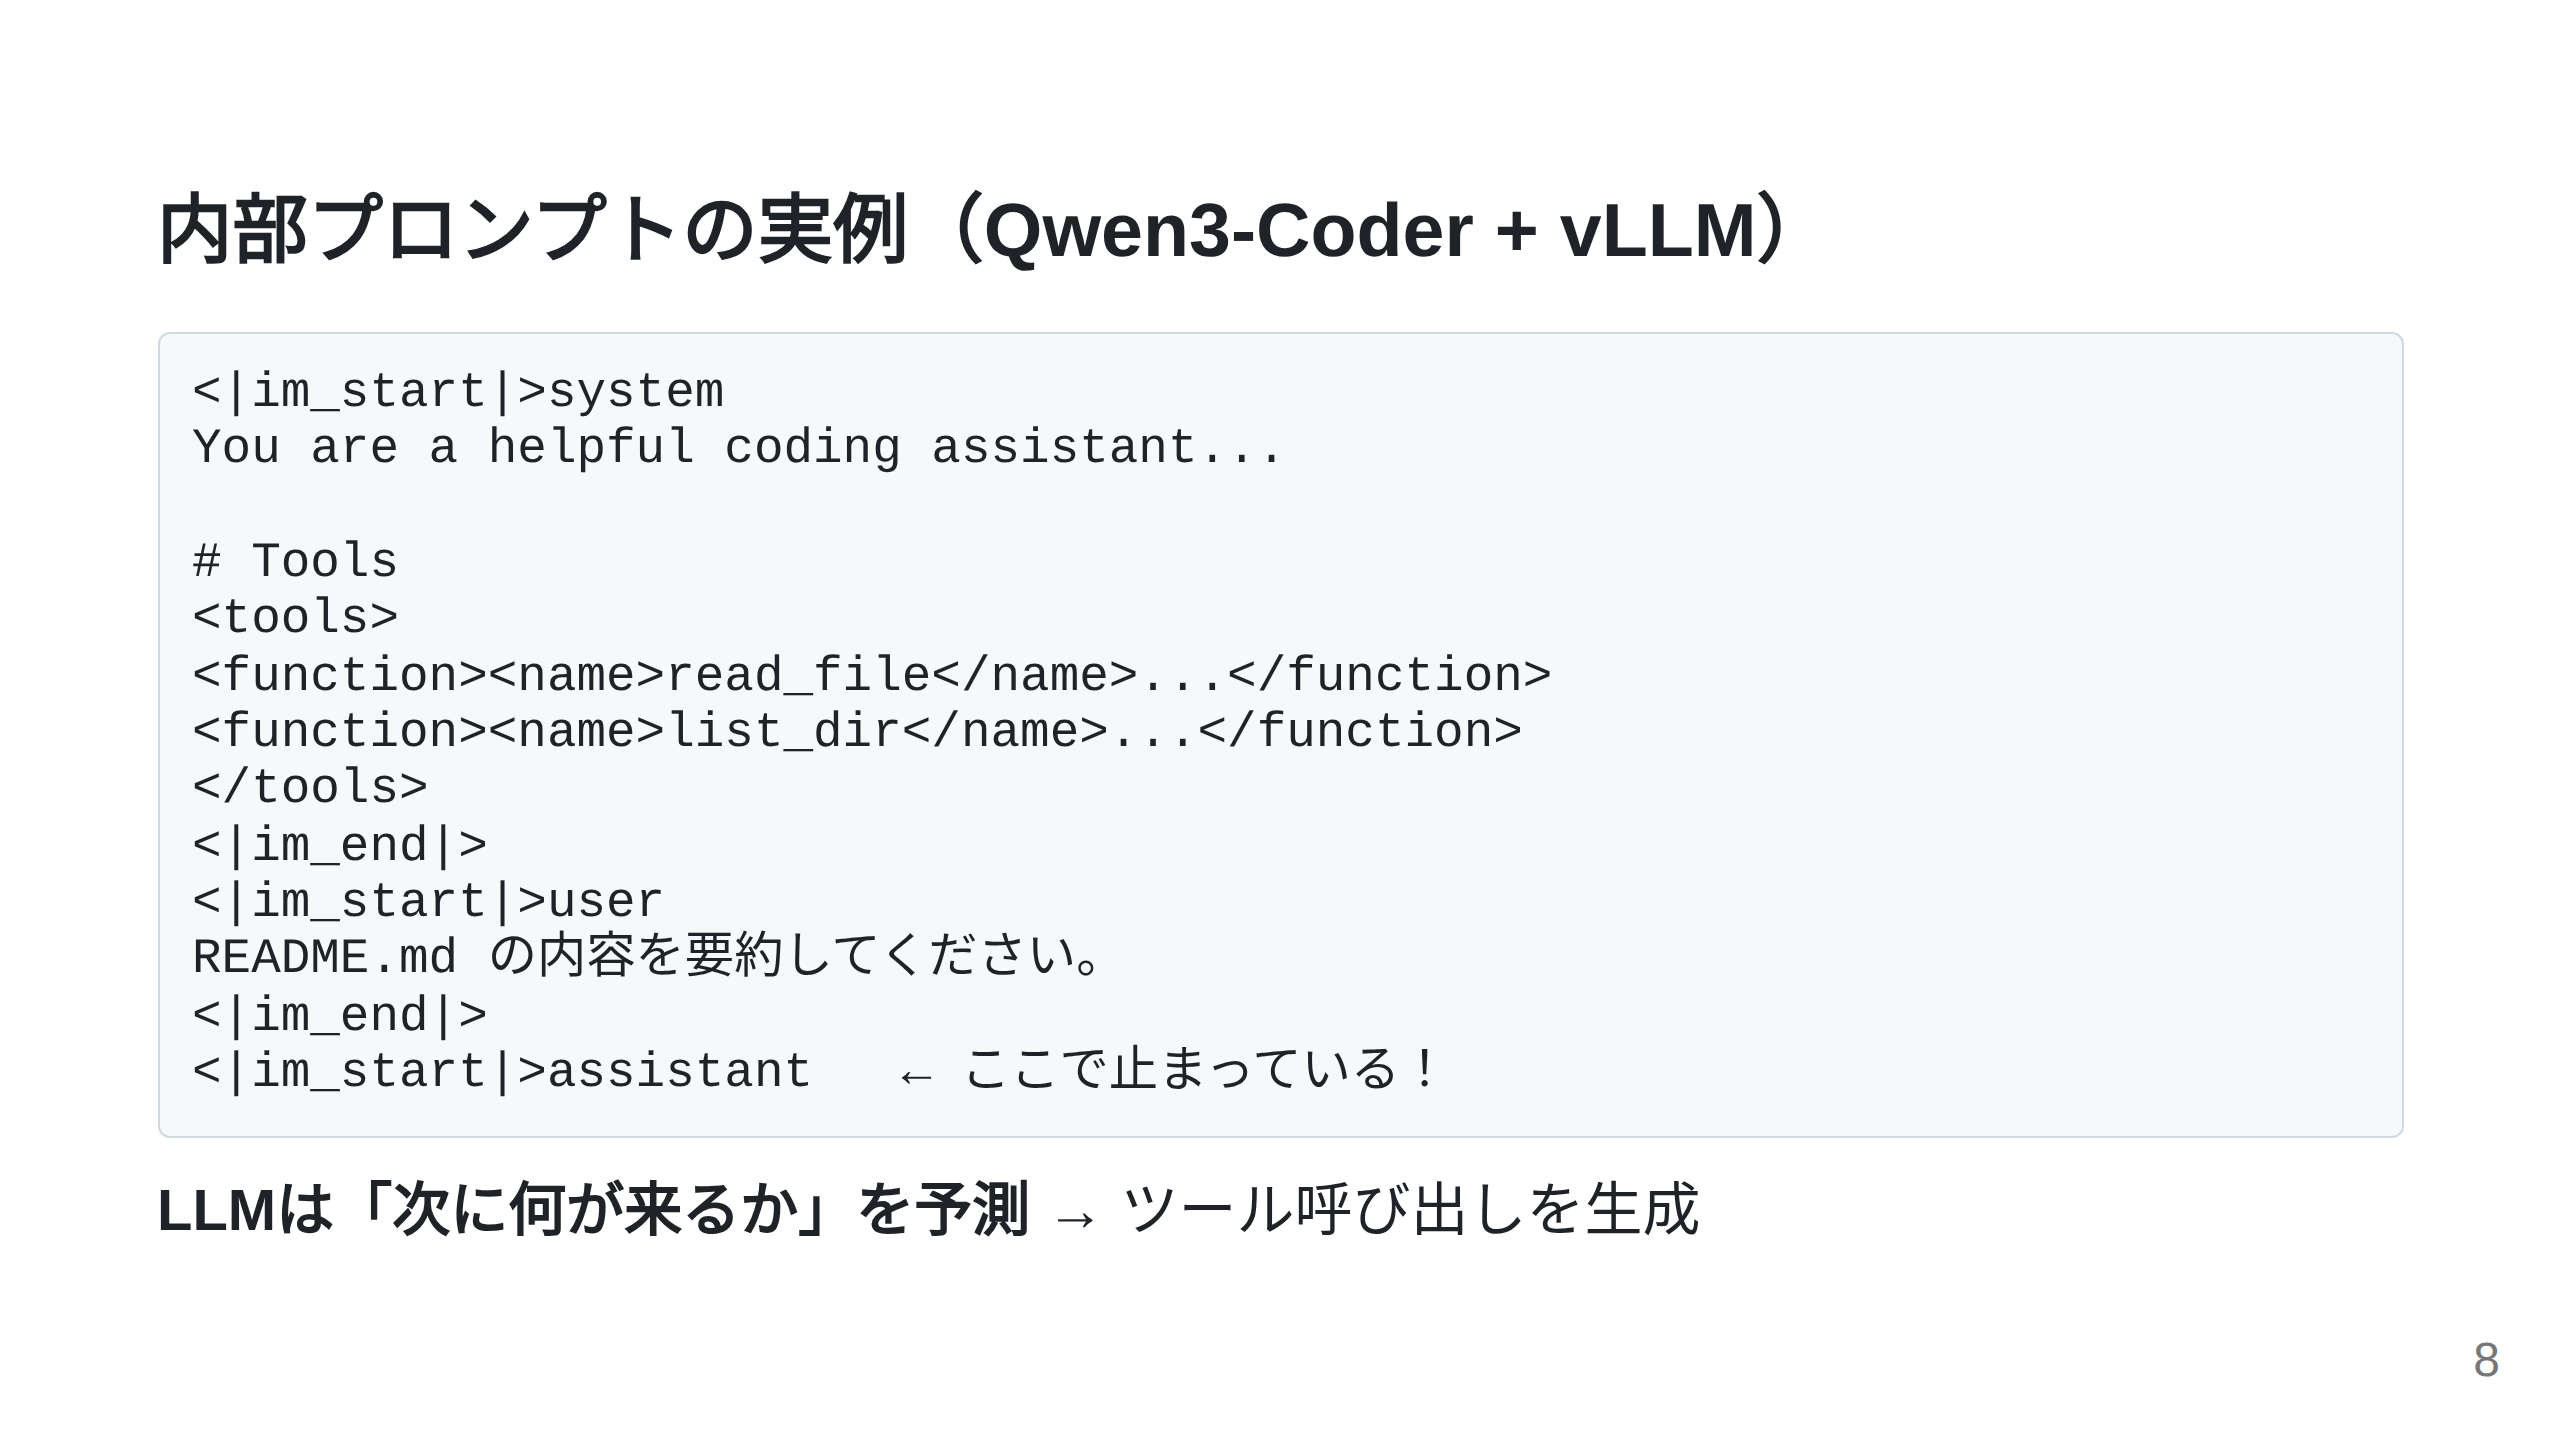 内部プロンプトの実例（Qwen3-Coder + vLLM）
<|im_start|>system
You are a helpful coding assistant...
# Tools
<tools>
<function><name>read_file</name>...</function>
<function><name>list_dir</name>...</function>
</tools>
<|im_end|>
<|im_start|>user
README.md の内容を要約してください。
<|im_end|>
<|im_start|>assistant   ← ここで止まっている！
LLMは「次に何が来るか」を予測 → ツール呼び出しを生成
8